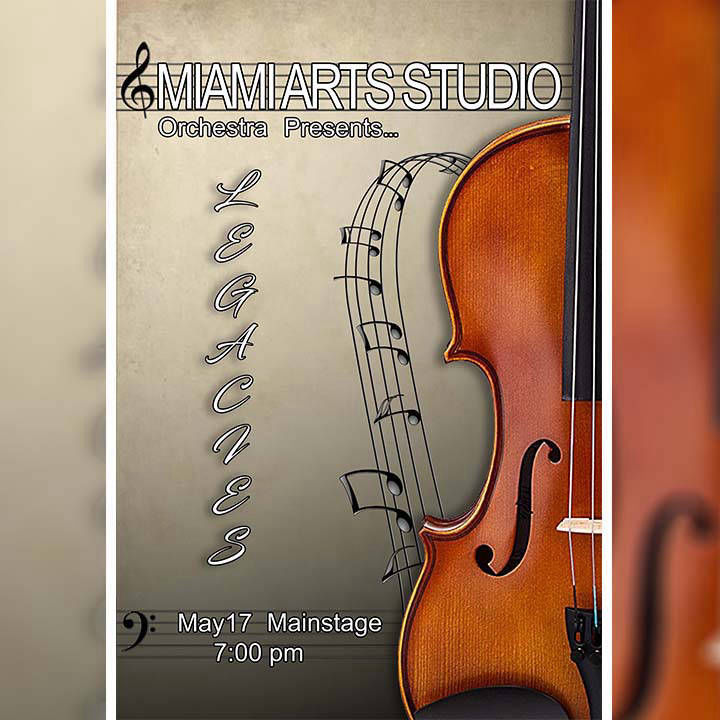 MIAMI ARTS STUDIO
Orchestra Presents...
LEGACIES
May17 Mainstage
7:00 pm